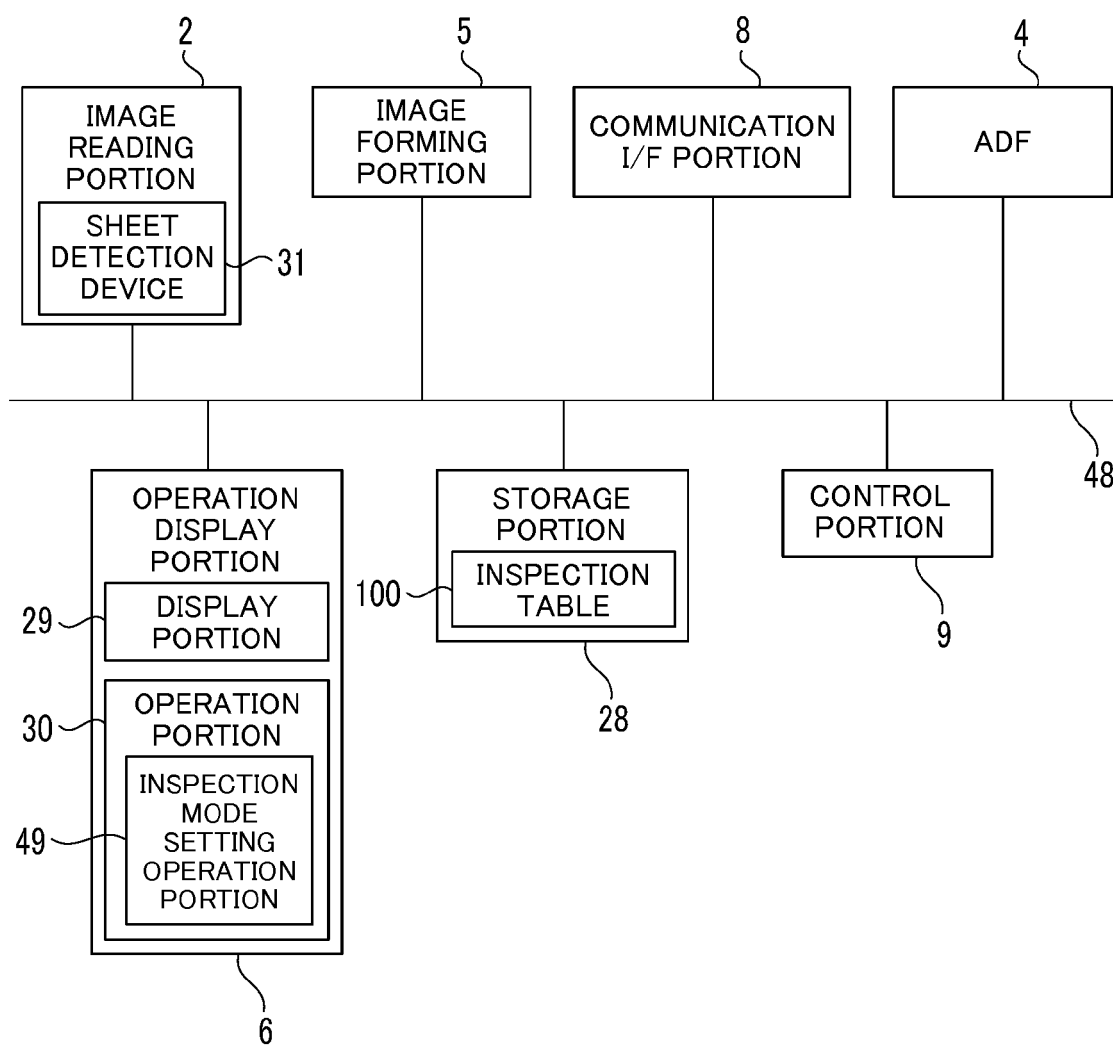 2
5
8
4
IMAGE
READING
PORTION
SHEET
DETECTION
DEVICE
31
IMAGE
FORMING
PORTION
COMMUNICATION
I/F PORTION
ADF
48
OPERATION
DISPLAY
PORTION
29
DISPLAY
PORTION
30
OPERATION
PORTION
49
INSPECTION
MODE
SETTING
OPERATION
PORTION
6
STORAGE
PORTION
100
INSPECTION
TABLE
28
CONTROL
PORTION
9